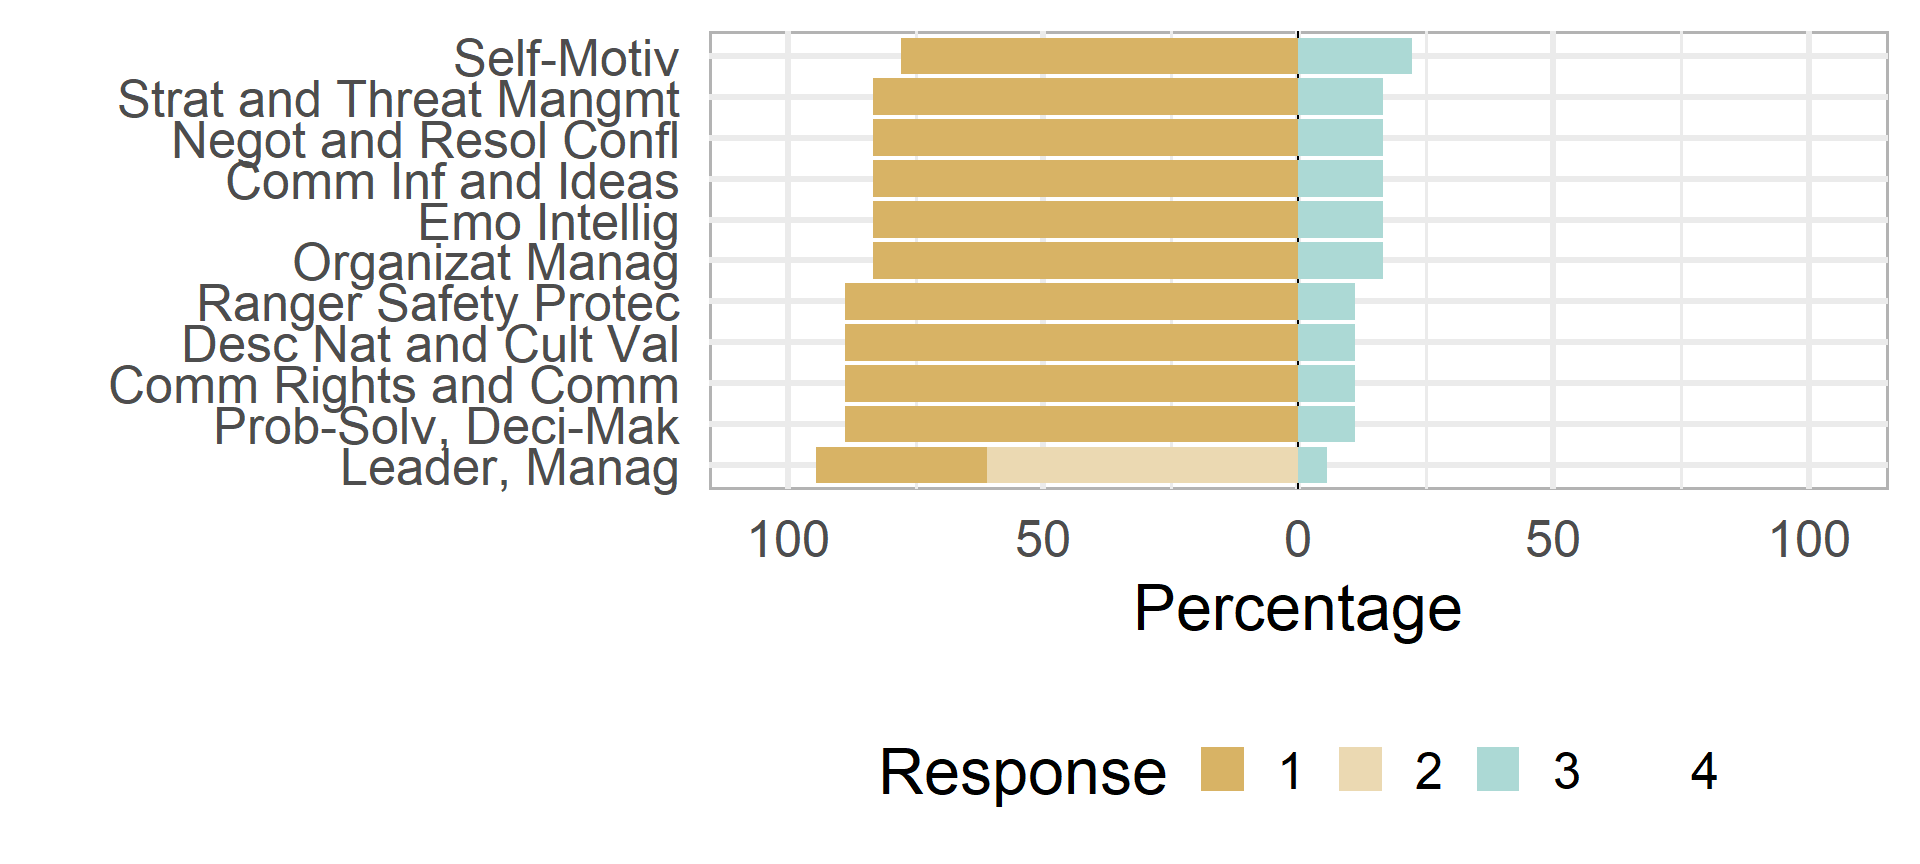 Self-Motiv
Strat and Threat Mangmt
Negot and Resol Confl
Comm Inf and Ideas
Emo Intellig
Organizat Manag
Ranger Safety Protec
Desc Nat and Cult Val
Comm Rights and Comm
Prob-Solv, Deci-Mak
Leader, Manag
100 50 0 50 100
Percentage
Response 1 2 3 4